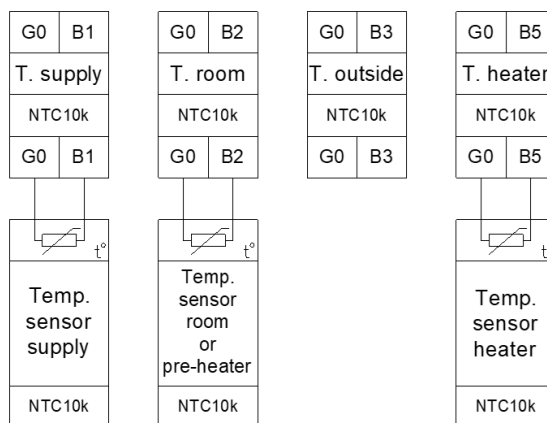 G0 B1
T. supply
NTC10k
G0 B1
t°
Temp.
sensor
supply
NTC10k
G0 B2
T. room
NTC10k
G0 B2
t°
Temp.
sensor
room
or
pre-heater
NTC10k
G0 B3
T. outside
NTC10k
G0 B3
G0 B5
T. heater
NTC10k
G0 B5
t
Temp.
sensor
heater
NTC10k